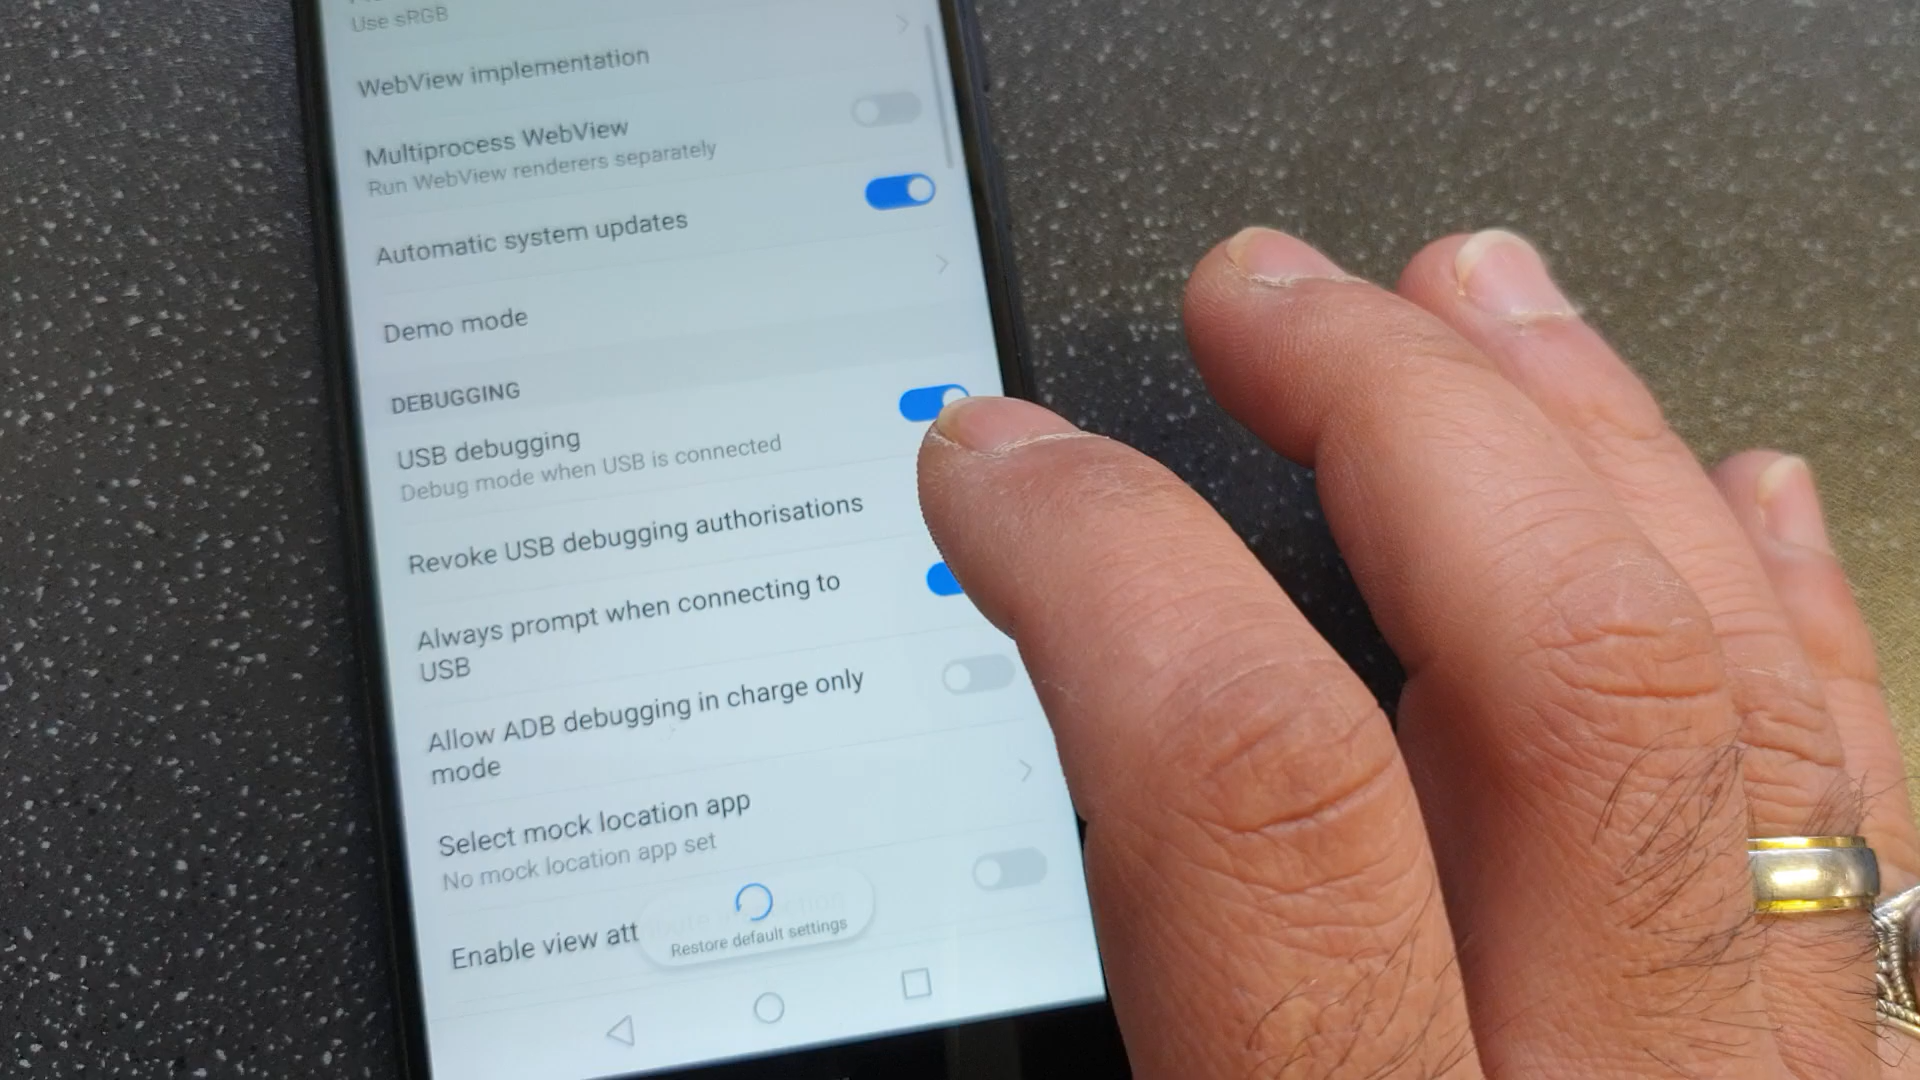 Use sRGB
WebView implementation
Multiprocess WebView
Run WebView renderers separately
Automatic system updates
Demo mode
DEBUGGING
USB debugging
Debug mode when USB is connected
Revoke USB debugging authorisations
Always prompt when connecting to
USB
Allow ADB debugging in charge only
mode
Select mock location app
No mock location app set
Enable view att
Restore default settings